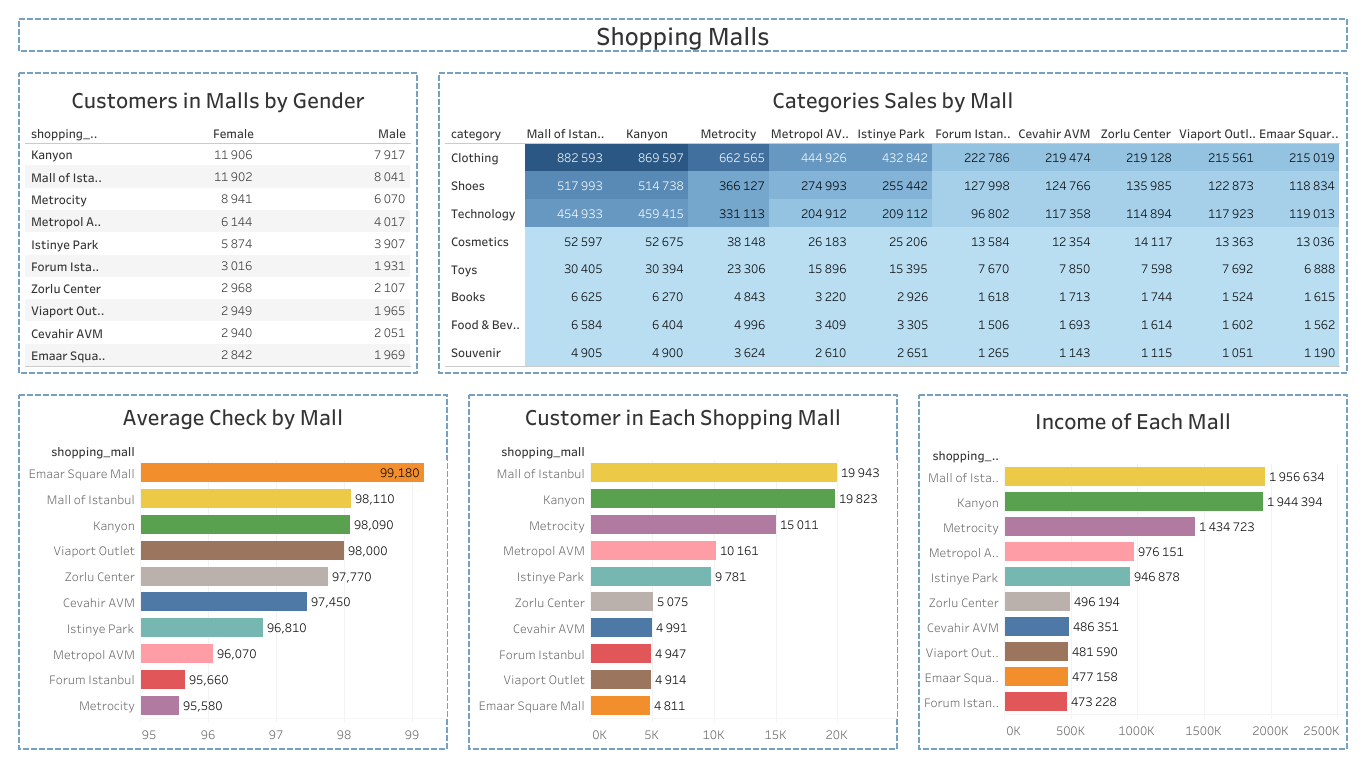 Shopping Malls
Customers in Malls by Gender
shopping_.. Female Male
Kanyon 11 906 7 917
Mall of Ista.. 11 902 8 041
Metrocity 8 941 6 070
Metropol A.. 6 144 4 017
Istinye Park 5 874 3 907
Forum Ista.. 3 016 1 931
Zorlu Center 2 968 2 107
Viaport Out.. 2 949 1 965
Cevahir AVM 2 940 2 051
Emaar Squa.. 2 842 1 969
Categories Sales by Mall
category Mall of Istan.. Kanyon Metrocity Metropol AV.. Istinye Park Forum Istan.. Cevahir AVM Zorlu Center Viaport Outl.. Emaar Squar..
Clothing 882 593 869 597 662 565 444 926 432 842 222 786 219 474 219 128 215 561 215 019
Shoes 517 993 514 738 366 127 274 993 255 442 127 998 124 766 135 985 122 873 118 834
Technology 454 933 459 415 331 113 204 912 209 112 96 802 117 358 114 894 117 923 119 013
Cosmetics 52 597 52 675 38 148 26 183 25 206 13 584 12 354 14 117 13 363 13 036
Toys 30 405 30 394 23 306 15 896 15 395 7 670 7 850 7 598 7 692 6 888
Books 6 625 6 270 4 843 3 220 2 926 1 618 1 713 1 744 1 524 1 615
Food & Bev.. 6 584 6 404 4 996 3 409 3 305 1 506 1 693 1 614 1 602 1 562
Souvenir 4 905 4 900 3 624 2 610 2 651 1 265 1 143 1 115 1 051 1 190
Average Check by Mall
shopping_mall
Emaar Square Mall 99,180
Mall of Istanbul 98,110
Kanyon 98,090
Viaport Outlet 98,000
Zorlu Center 97,770
Cevahir AVM 97,450
Istinye Park 96,810
Metropol AVM 96,070
Forum Istanbul 95,660
Metrocity 95,580
95 96 97 98 99
Customer in Each Shopping Mall
shopping_mall
Mall of Istanbul 19 943
Kanyon 19 823
Metrocity 15 011
Metropol AVM 10 161
Istinye Park 9 781
Zorlu Center 5 075
Cevahir AVM 4 991
Forum Istanbul 4 947
Viaport Outlet 4 914
Emaar Square Mall 4 811
0K 5K 10K 15K 20K
Income of Each Mall
shopping_..
Mall of Ista.. 1 956 634
Kanyon 1 944 394
Metrocity 1 434 723
Metropol A.. 976 151
Istinye Park 946 878
Zorlu Center 496 194
Cevahir AVM 486 351
Viaport Out.. 481 590
Emaar Squa.. 477 158
Forum Istan.. 473 228
0K 500K 1000K 1500K 2000K 2500K